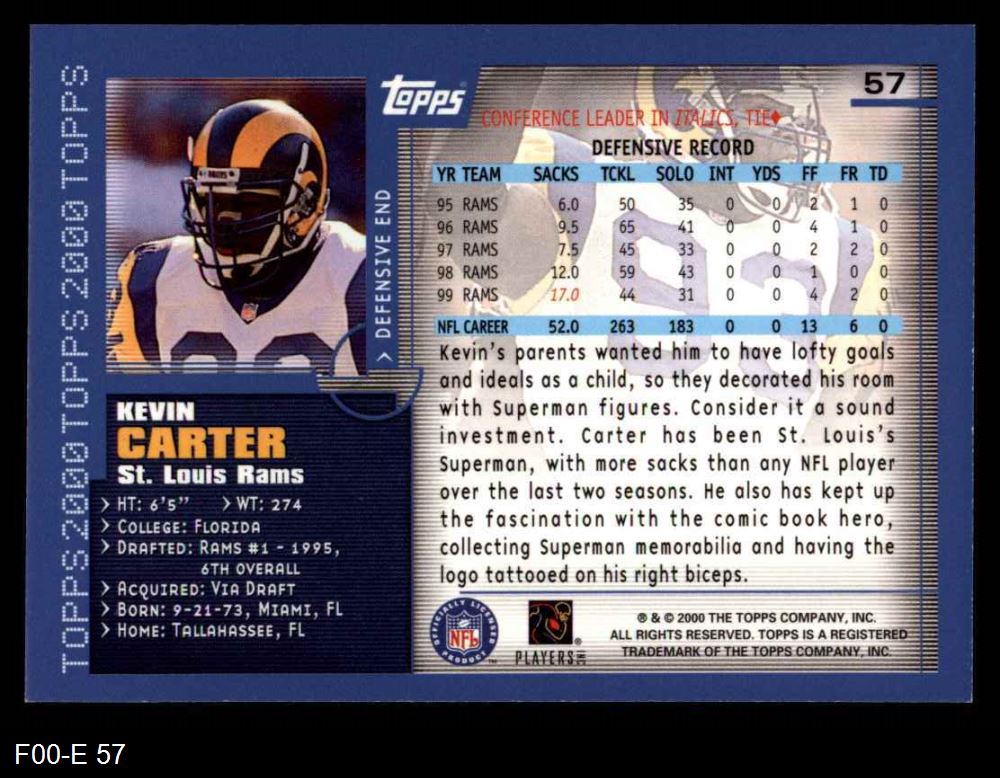 TOPPS 2000 TOPPS 2000 TOPPS 2000 TOPPS
TOPPS
57
CONFERENCE LEADER IN ITALICS, TIE♦
DEFENSIVE RECORD
YR TEAM SACKS TCKL SOLO INT YDS FF FR TD
95 RAMS 6.0 50 35 0 0 2 1 0
96 RAMS 9.5 65 41 0 0 4 1 0
97 RAMS 7.5 45 33 0 0 2 2 0
98 RAMS 12.0 59 43 0 0 1 0 0
99 RAMS 17.0 44 31 0 0 4 2 0
NFL CAREER 52.0 263 183 0 0 13 6 0
> DEFENSIVE END
KEVIN
CARTER
St. Louis Rams
> HT: 6'5" > WT: 274
> COLLEGE: FLORIDA
> DRAFTED: RAMS #1 - 1995,
6TH OVERALL
> ACQUIRED: VIA DRAFT
> BORN: 9-21-73, MIAMI, FL
> HOME: TALLAHASSEE, FL
Kevin's parents wanted him to have lofty goals
and ideals as a child, so they decorated his room
with Superman figures. Consider it a sound
investment. Carter has been St. Louis's
Superman, with more sacks than any NFL player
over the last two seasons. He also has kept up
the fascination with the comic book hero,
collecting Superman memorabilia and having the
logo tattooed on his right biceps.
OFFICIALLY LICENSED PRODUCT
NFL
™
PLAYERS INC
®
® & © 2000 THE TOPPS COMPANY, INC.
ALL RIGHTS RESERVED. TOPPS IS A REGISTERED
TRADEMARK OF THE TOPPS COMPANY, INC.
F00-E 57